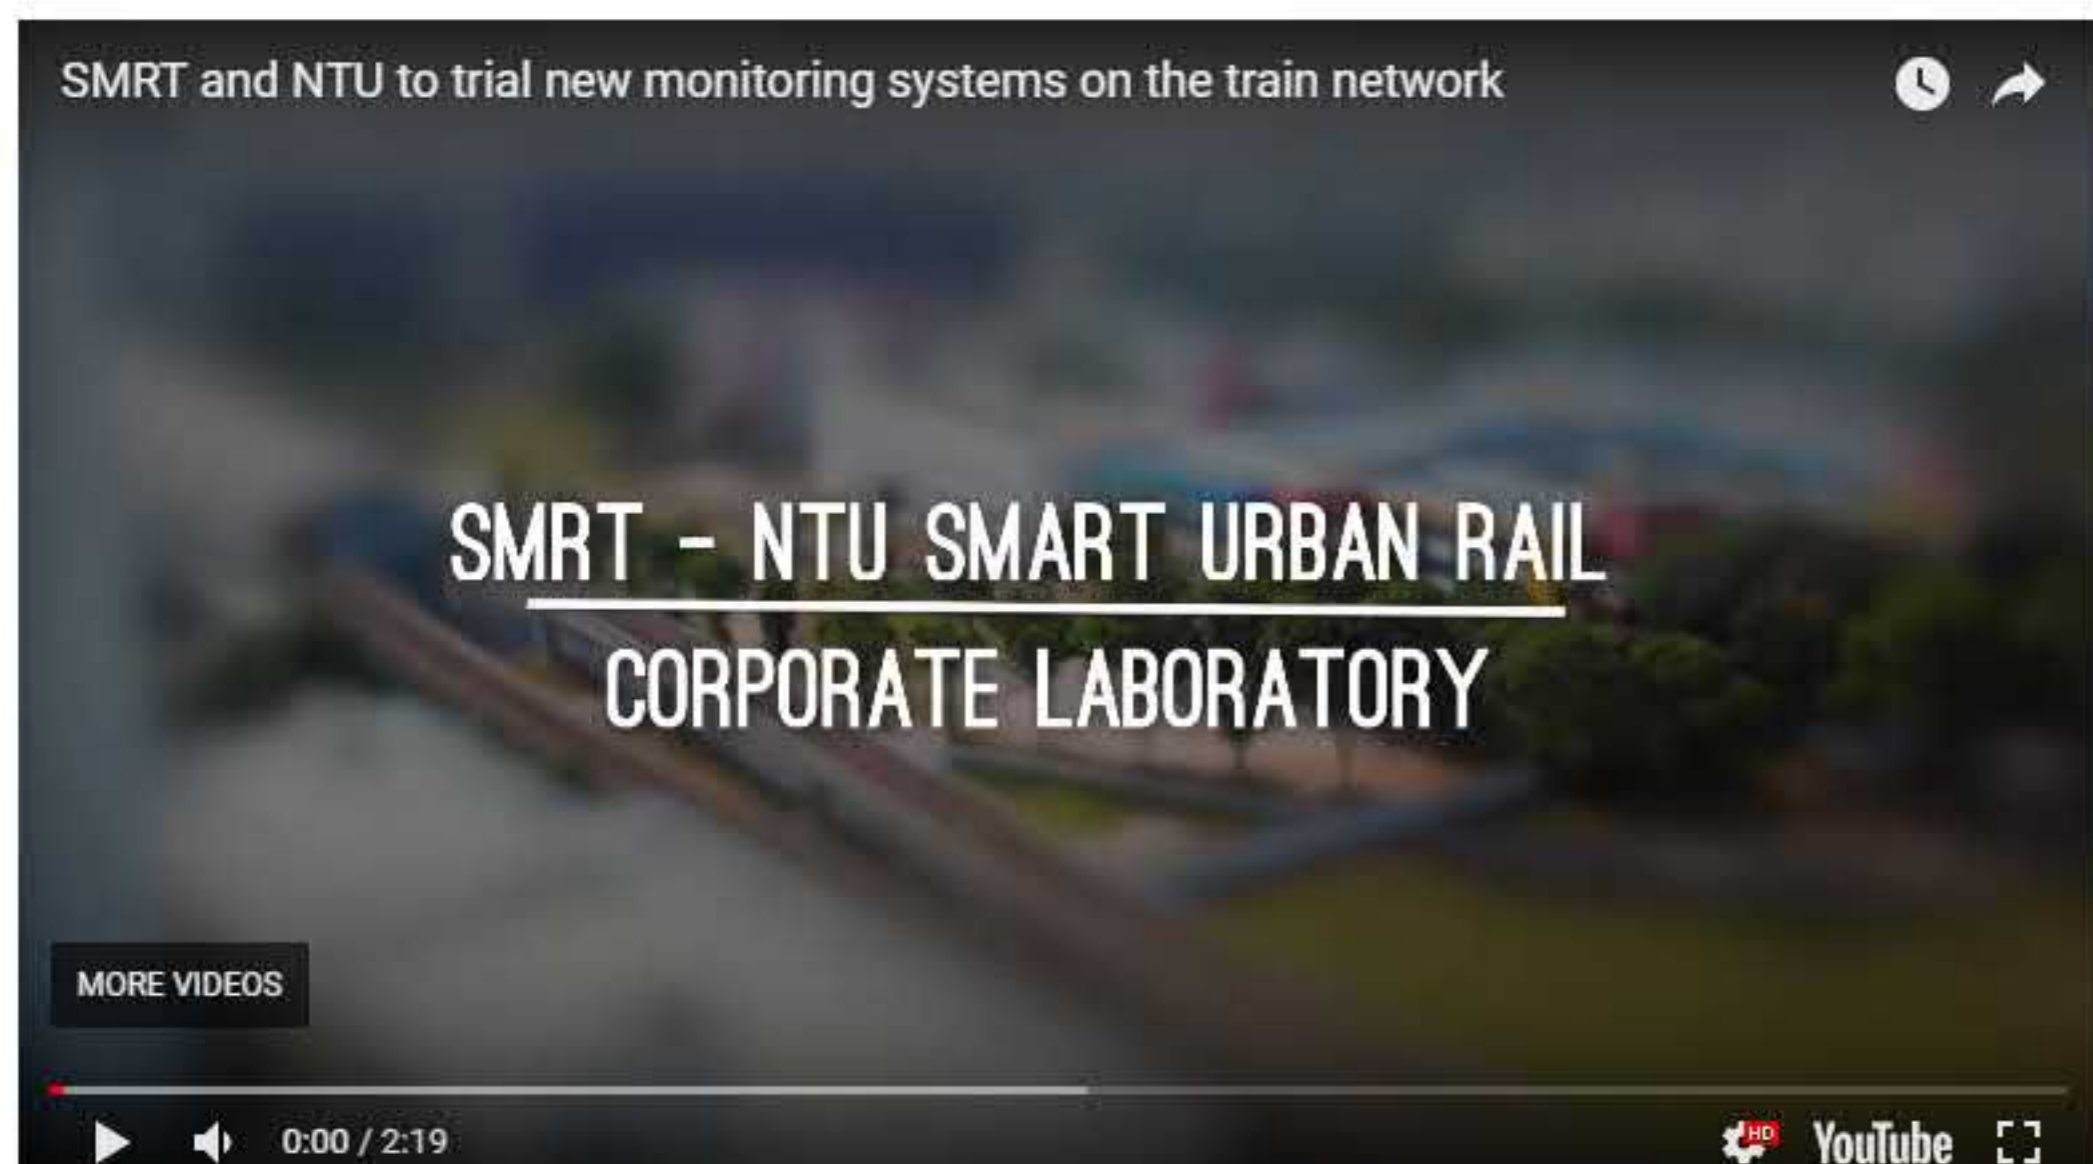 SMRT and NTU to trial new monitoring systems on the train network
SMRT - NTU SMART URBAN RAIL
CORPORATE LABORATORY
MORE VIDEOS
0:00 / 2:19
HD
YouTube